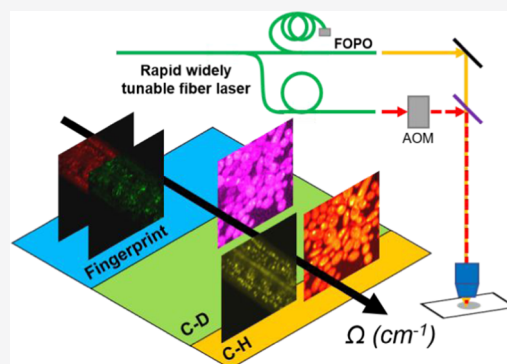 FOPO
Rapid widely
tunable fiber laser
AOM
Fingerprint
C-D
C-H
Ω (cm⁻¹)